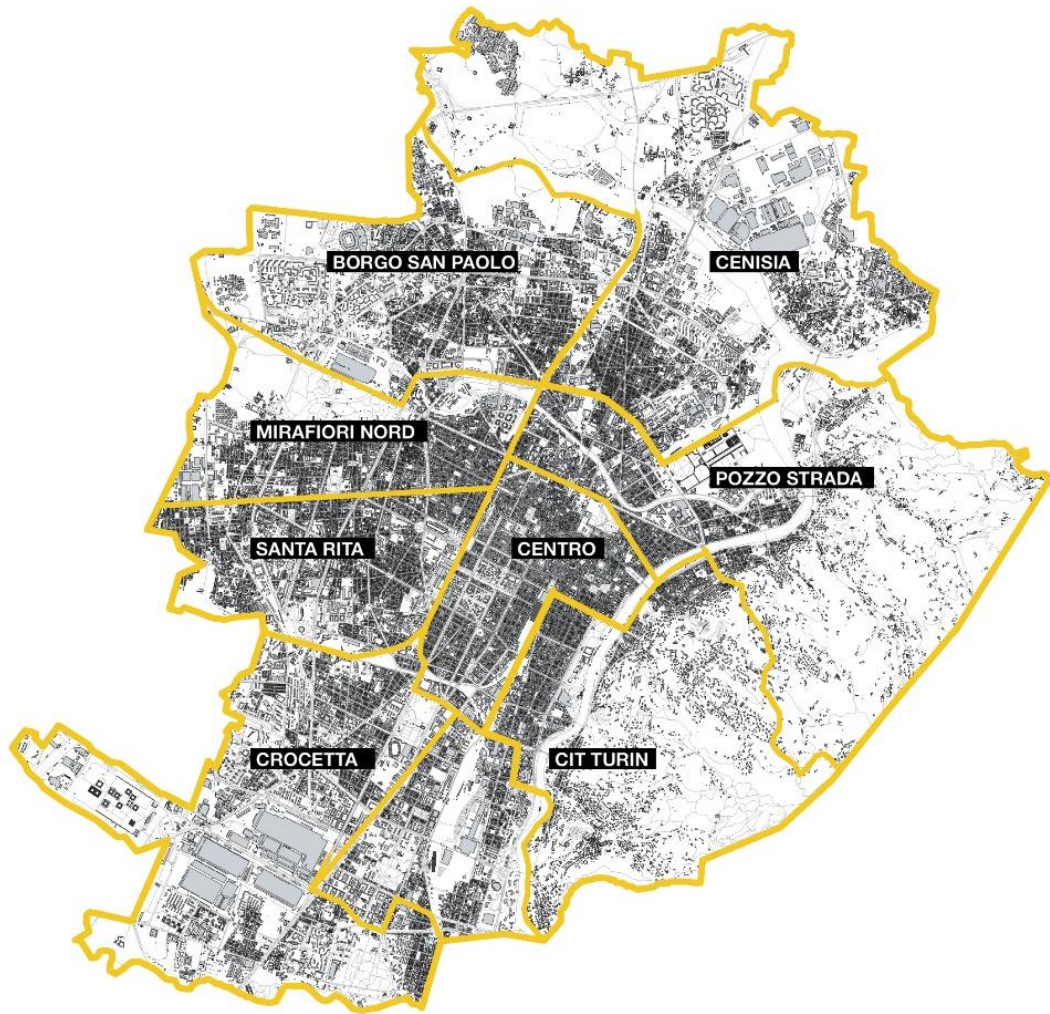 BORGO SAN PAOLO
CENISIA
MIRAFIORI NORD
POZZO STRADA
SANTA RITA
CENTRO
CROCETTA
CIT TURIN